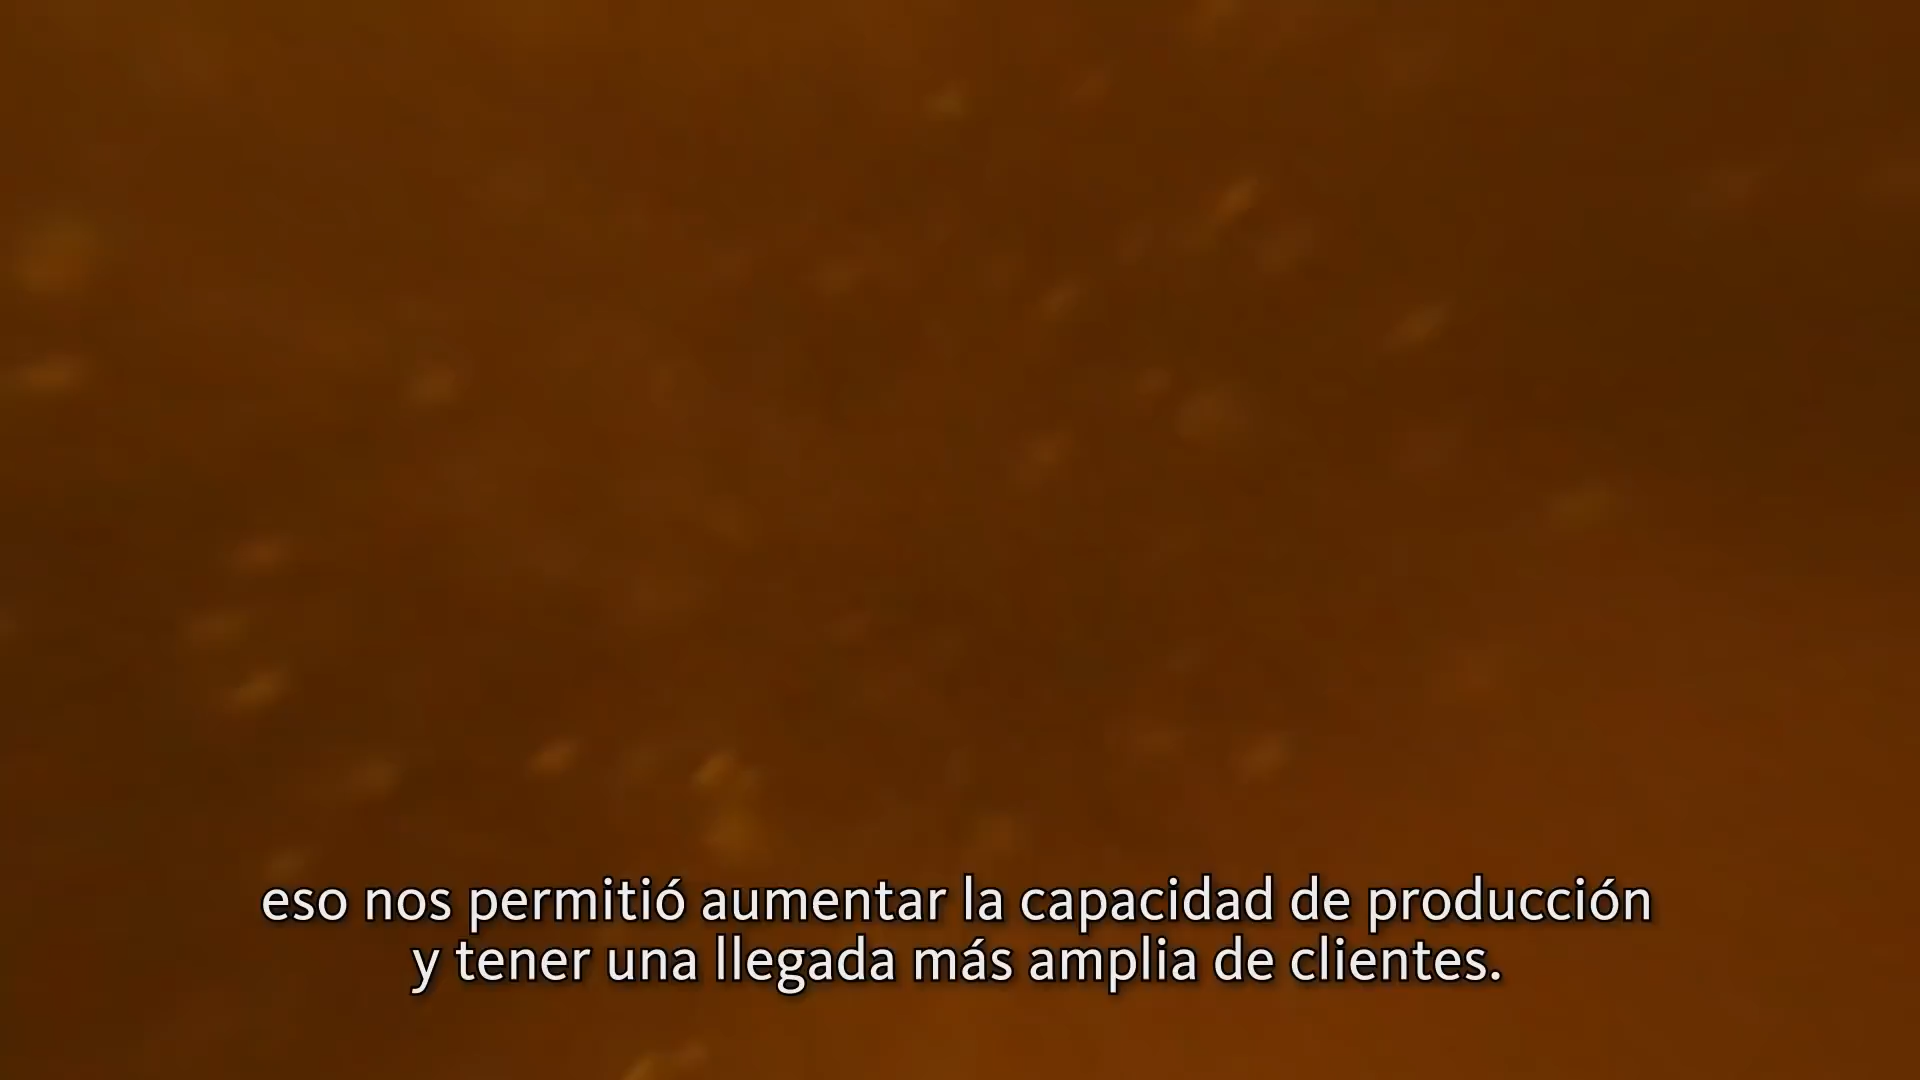 eso nos permitió aumentar la capacidad de producción
y tener una llegada más amplia de clientes.